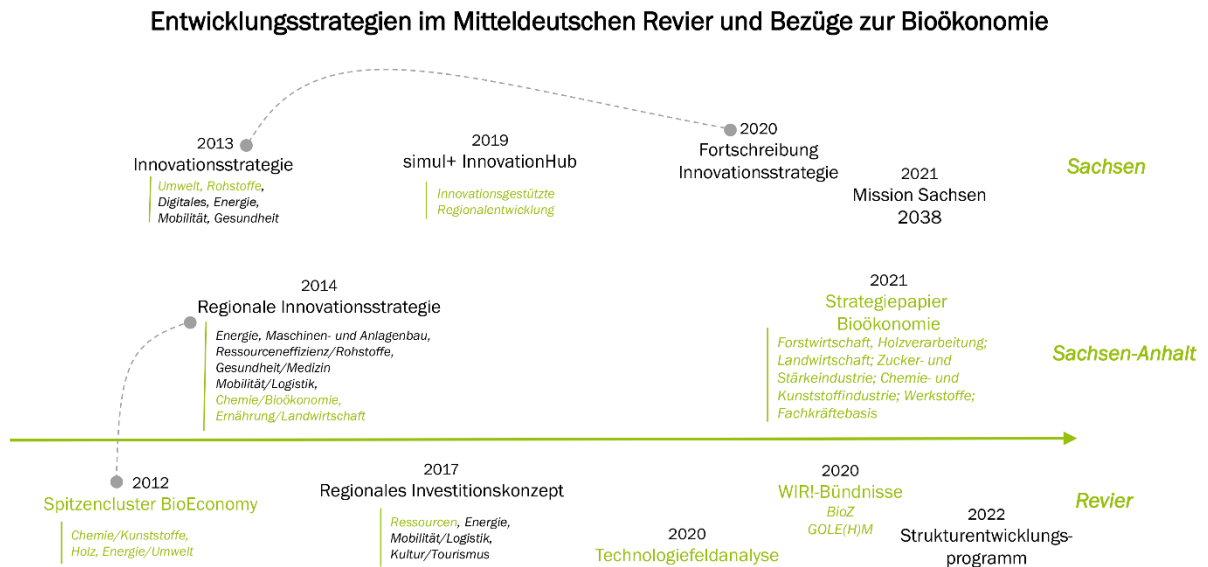 Entwicklungsstrategien im Mitteldeutschen Revier und Bezüge zur Bioökonomie
2013
Innovationsstrategie
Umwelt, Rohstoffe,
Digitales, Energie,
Mobilität, Gesundheit
2019
simul+ InnovationHub
Innovationsgestützte
Regionalentwicklung
2020
Fortschreibung
Innovationsstrategie
2021
Mission Sachsen
2038
Sachsen
2014
Regionale Innovationsstrategie
Energie, Maschinen- und Anlagenbau,
Ressourceneffizienz/Rohstoffe,
Gesundheit/Medizin
Mobilität/Logistik,
Chemie/Bioökonomie,
Ernährung/Landwirtschaft
2021
Strategiepapier
Bioökonomie
Forstwirtschaft, Holzverarbeitung;
Landwirtschaft; Zucker- und
Stärkeindustrie; Chemie- und
Kunststoffindustrie; Werkstoffe;
Fachkräftebasis
Sachsen-Anhalt
2012
Spitzencluster BioEconomy
Chemie/Kunststoffe,
Holz, Energie/Umwelt
2017
Regionales Investitionskonzept
Ressourcen, Energie,
Mobilität/Logistik,
Kultur/Tourismus
2020
Technologiefeldanalyse
2020
WIR!-Bündnisse
BioZ
GOLE(H)M
2022
Strukturentwicklungs-
programm
Revier